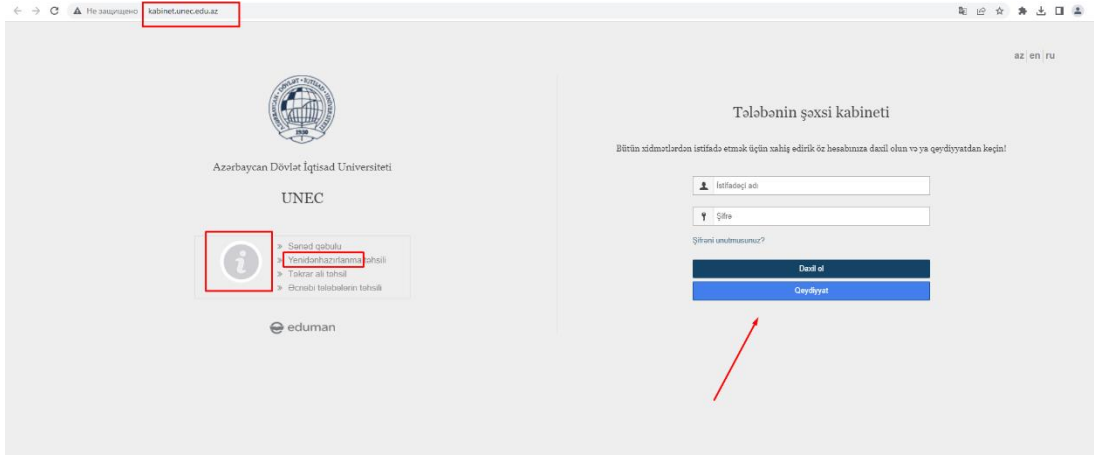 Не защищено kabinet.unec.edu.az
az en ru
Azərbaycan Dövlət İqtisad Universiteti
UNEC
Sənəd qəbulu
Yenidənhazırlanma təhsili
Təkrar ali təhsil
Əcnəbi tələbələrin təhsili
eduman
Tələbənin şəxsi kabineti
Bütün xidmətlərdən istifadə etmək üçün xahiş edirik öz hesabınıza daxil olun və ya qeydiyyatdan keçin!
İstifadəçi adı
Şifrə
Şifrəni unutmusunuz?
Daxil ol
Qeydiyyat